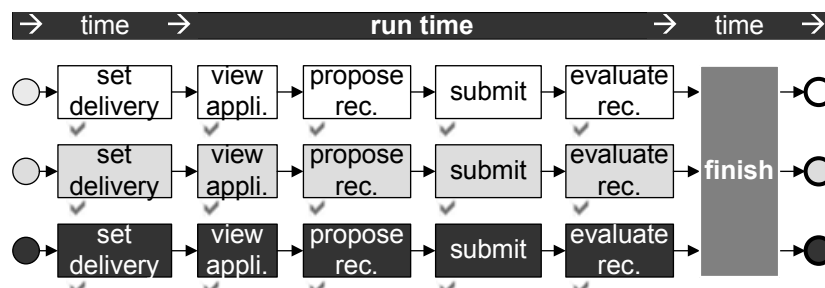 time run time time
set delivery view appli. propose rec. submit evaluate rec.
set delivery view appli. propose rec. submit evaluate rec. finish
set delivery view appli. propose rec. submit evaluate rec.